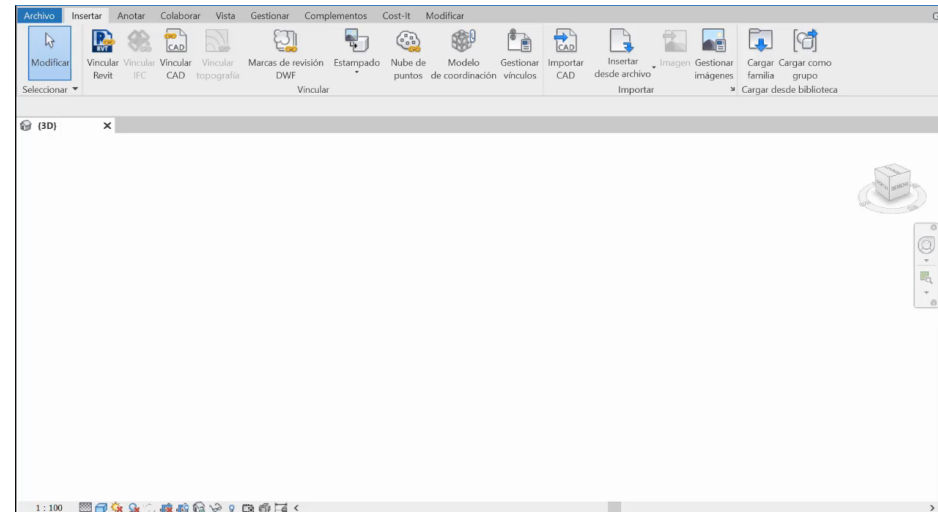 Archivo Insertar Anotar Colaborar Vista Gestionar Complementos Cost-It Modificar
Modificar
Vincular Revit
Vincular IFC
Vincular CAD
Vincular topografía
Marcas de revisión DWF
Estampado
Nube de puntos
Modelo de coordinación
Gestionar vínculos
Importar CAD
Insertar desde archivo
Imagen
Gestionar imágenes
Cargar familia
Cargar como grupo
Seleccionar Vincular Importar Cargar desde biblioteca
{3D}
1 : 100